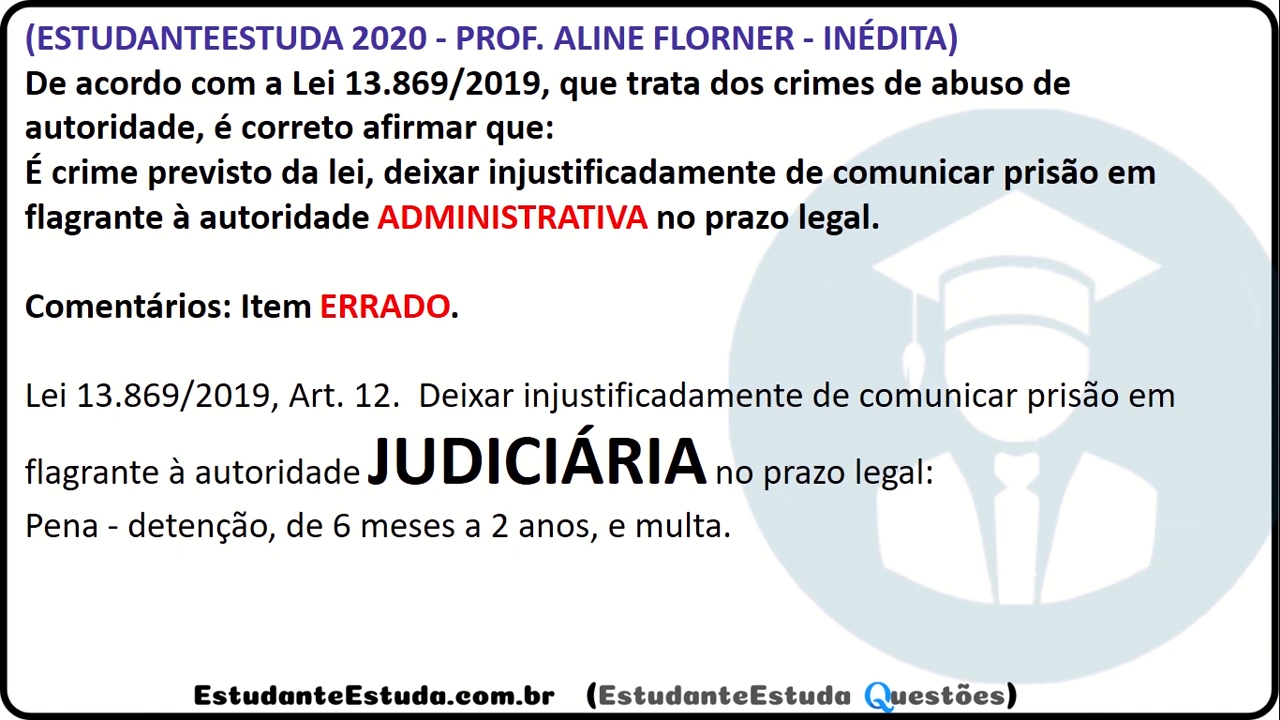 (ESTUDANTEESTUDA 2020 - PROF. ALINE FLORNER - INÉDITA)
De acordo com a Lei 13.869/2019, que trata dos crimes de abuso de
autoridade, é correto afirmar que:
É crime previsto da lei, deixar injustificadamente de comunicar prisão em
flagrante à autoridade ADMINISTRATIVA no prazo legal.
Comentários: Item ERRADO.
Lei 13.869/2019, Art. 12.  Deixar injustificadamente de comunicar prisão em
flagrante à autoridade JUDICIÁRIA no prazo legal:
Pena - detenção, de 6 meses a 2 anos, e multa.
EstudanteEstuda.com.br (EstudanteEstuda Questões)